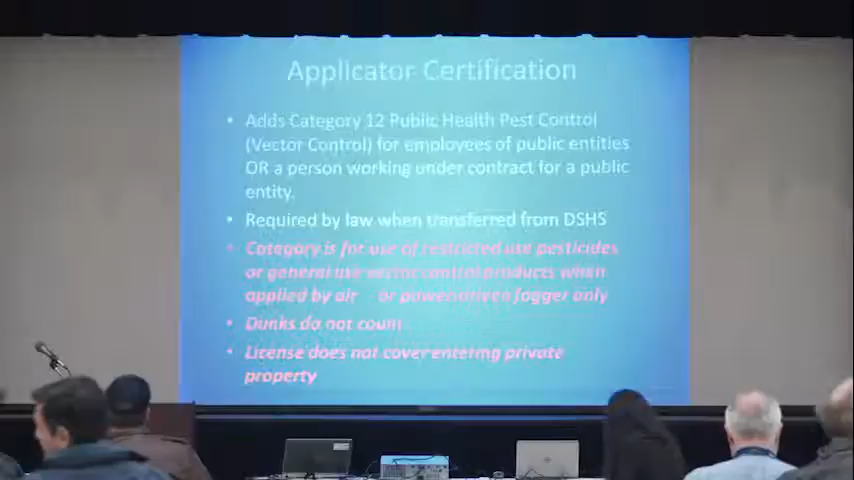 Applicator Certification
• Adds Category 12 Public Health Pest Control
(Vector Control) for employees of public entities
OR a person working under contract for a public
entity.
• Required by law when transferred from DSHS
• Category is for use of restricted use pesticides
or general use vector control products when
applied by air or power driven fogger only
• Dunks do not count
• License does not cover entering private
property